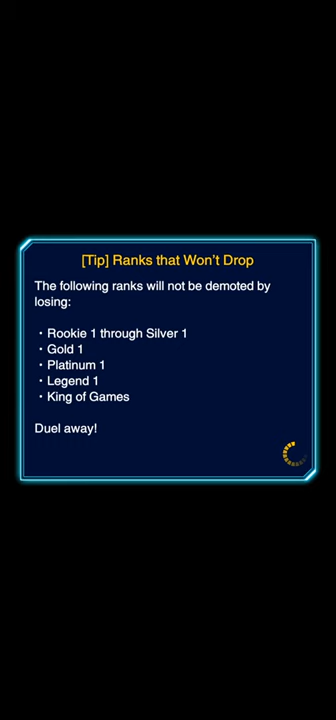 [Tip] Ranks that Won't Drop
The following ranks will not be demoted by
losing:
・Rookie 1 through Silver 1
・Gold 1
・Platinum 1
・Legend 1
・King of Games
Duel away!